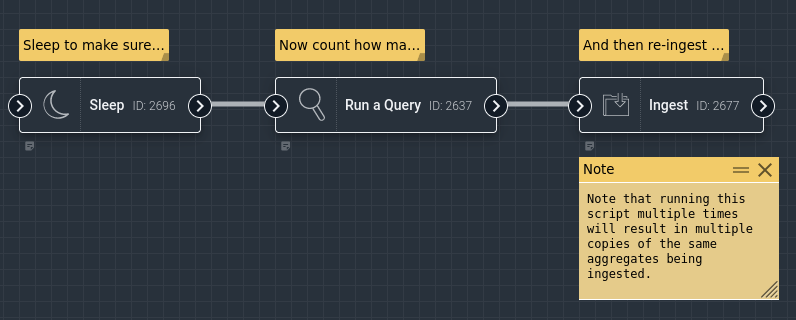 Sleep to make sure...
Now count how ma...
And then re-ingest ...
Sleep ID: 2696
Run a Query ID: 2637
Ingest ID: 2677
Note
Note that running this
script multiple times
will result in multiple
copies of the same
aggregates being
ingested.